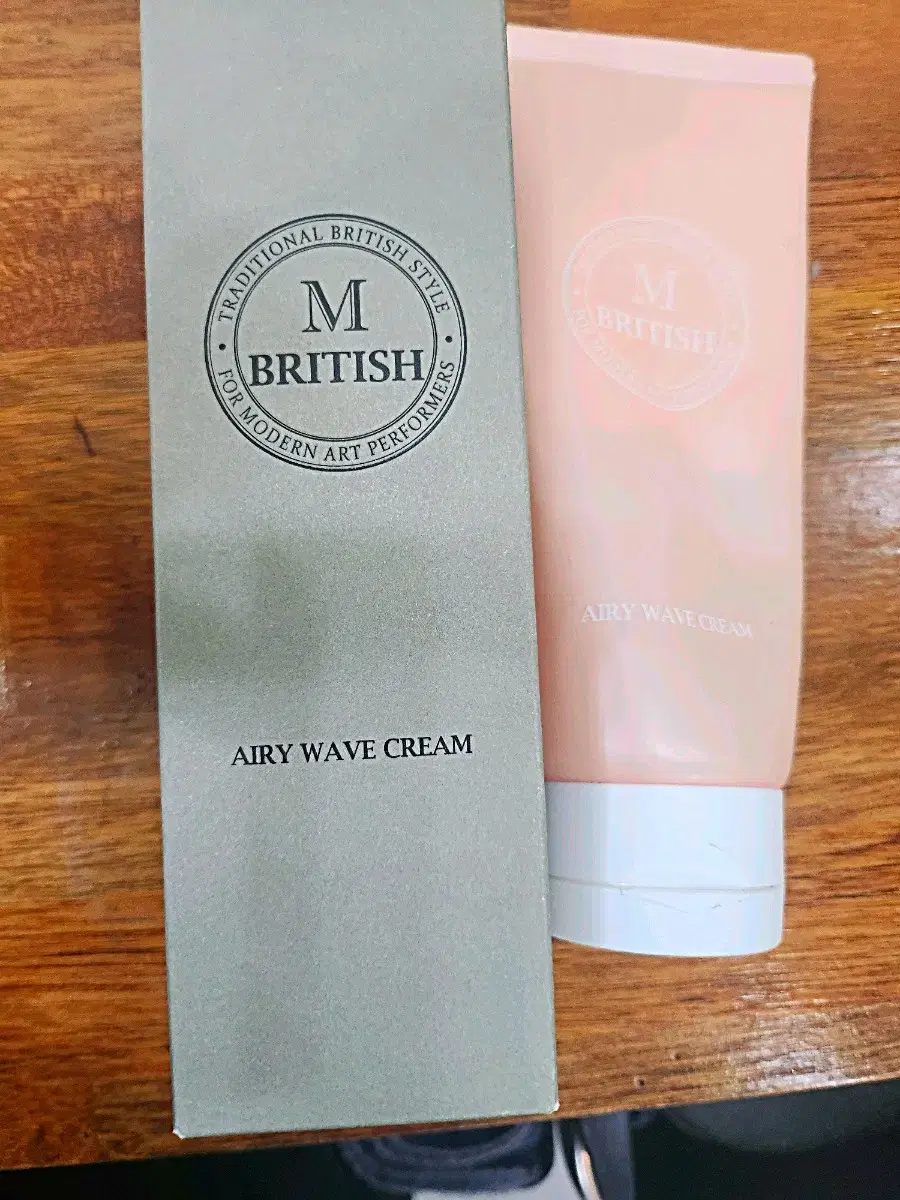 TRADITIONAL BRITISH STYLE
M
BRITISH
FOR MODERN ART PERFORMERS
AIRY WAVE CREAM
M
BRITISH
AIRY WAVE CREAM